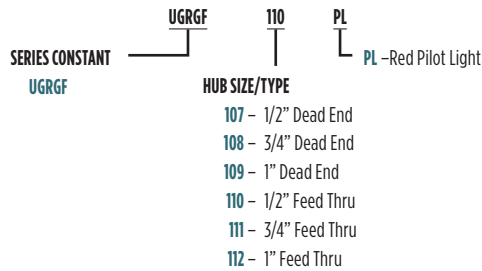 UGRGF 110 PL
SERIES CONSTANT
PL –Red Pilot Light
UGRGF
HUB SIZE/TYPE
107 – 1/2” Dead End
108 – 3/4” Dead End
109 – 1” Dead End
110 – 1/2” Feed Thru
111 – 3/4” Feed Thru
112 – 1” Feed Thru